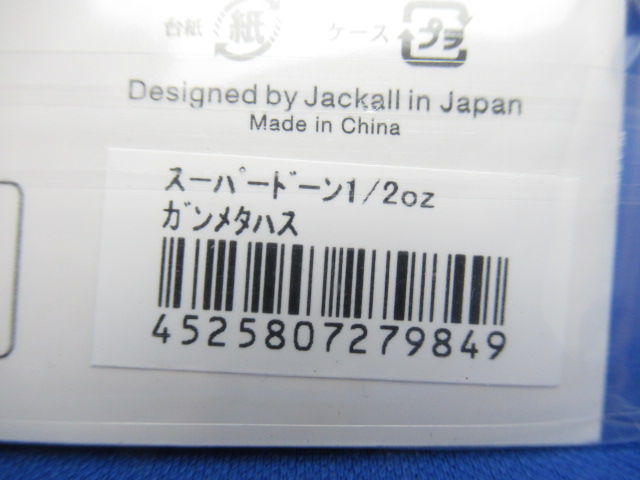 台紙 紙 ケース プラ
Designed by Jackall in Japan
Made in China
スーパードーン1/2oz
ガンメタハス
4525807279849